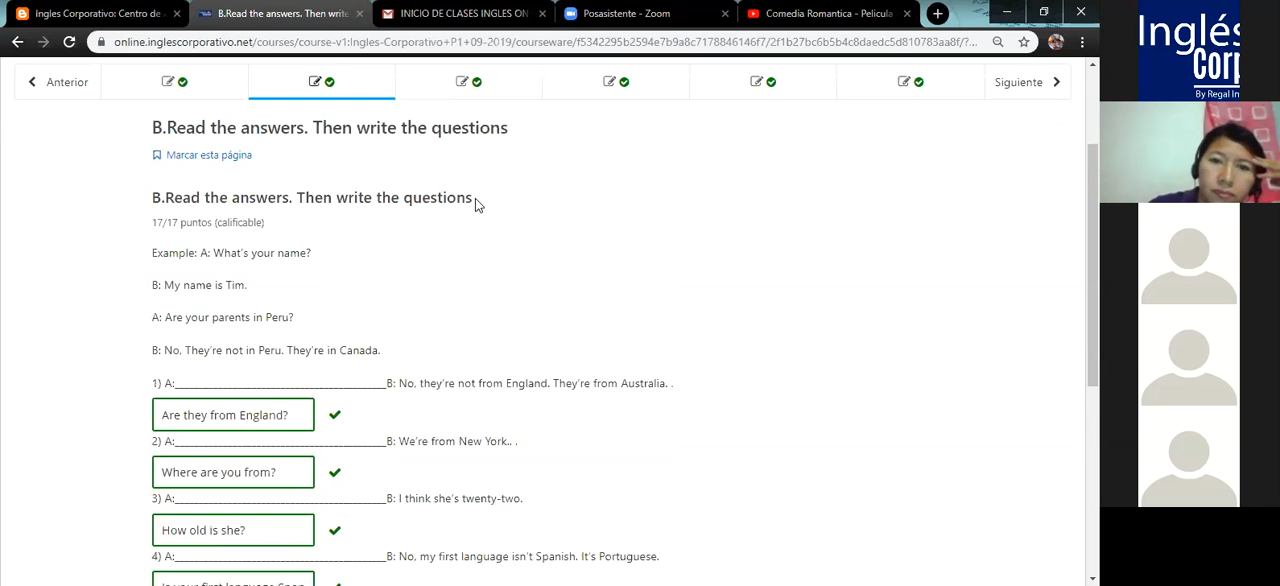 Ingles Corporativo: Centro de
B.Read the answers. Then write
INICIO DE CLASES INGLES ON
Posasistente - Zoom
Comedia Romantica - Pelicula
online.inglescorporativo.net/courses/course-v1:Ingles-Corporativo+P1+09-2019/courseware/f5342295b2594e7b9a8c7178846146f7/2f1b27bc6b5b4c8daedc5d810783aa8f/?...
Anterior
Siguiente
B.Read the answers. Then write the questions
Marcar esta página
B.Read the answers. Then write the questions
17/17 puntos (calificable)
Example: A: What's your name?
B: My name is Tim.
A: Are your parents in Peru?
B: No, They're not in Peru. They're in Canada.
1) A:________________________________________B: No, they're not from England. They're from Australia. .
Are they from England?
2) A:________________________________________B: We're from New York.. .
Where are you from?
3) A:________________________________________B: I think she's twenty-two.
How old is she?
4) A:________________________________________B: No, my first language isn't Spanish. It's Portuguese.
Inglés
Corp
By Regal In